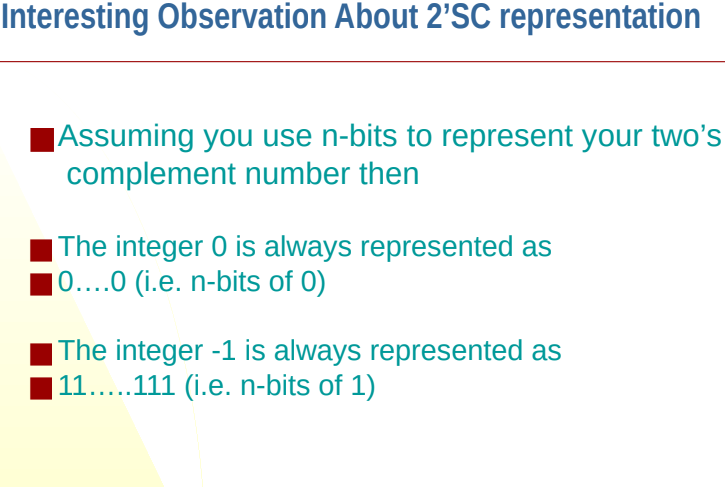 Interesting Observation About 2’SC representation
Assuming you use n-bits to represent your two’s
complement number then
The integer 0 is always represented as
0….0 (i.e. n-bits of 0)
The integer -1 is always represented as
11…..111 (i.e. n-bits of 1)